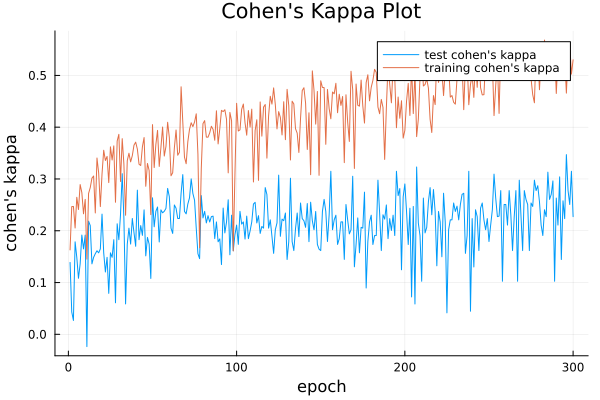 Cohen's Kappa Plot
test cohen's kappa
training cohen's kappa
cohen's kappa
0.5
0.4
0.3
0.2
0.1
0.0
0 100 200 300
epoch